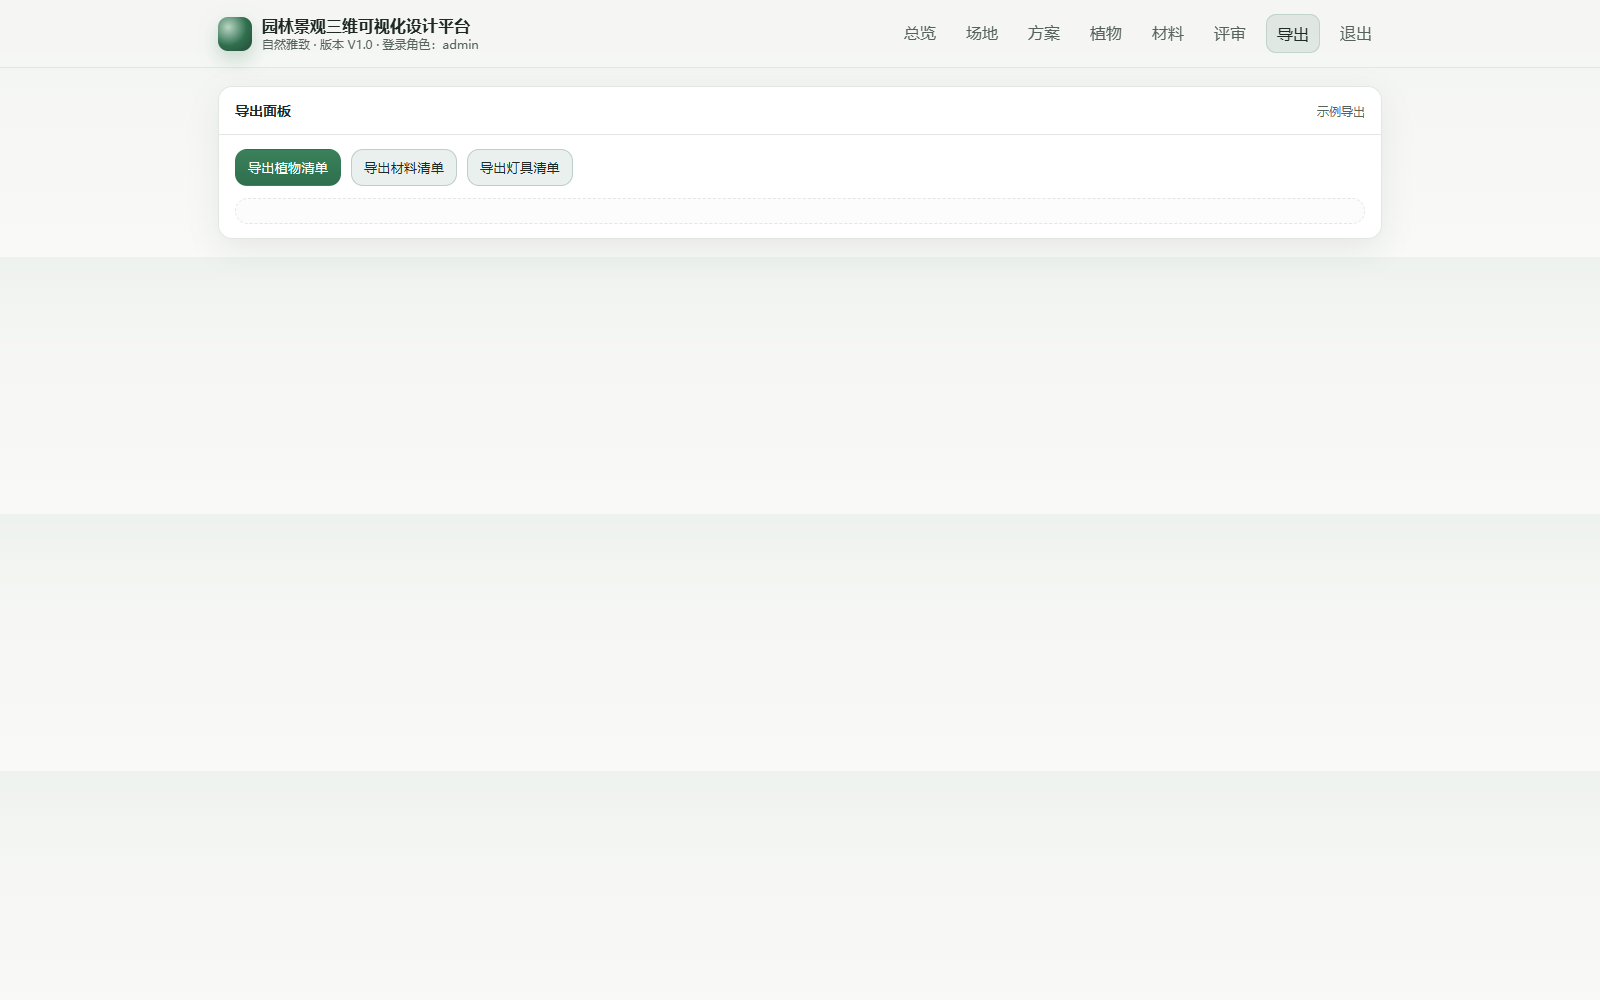 园林景观三维可视化设计平台
自然雅致 · 版本 V1.0 · 登录角色：admin
总览 场地 方案 植物 材料 评审 导出 退出
导出面板 示例导出
导出植物清单 导出材料清单 导出灯具清单